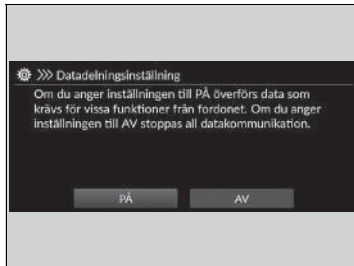 >>> Datadelningsinställning
Om du anger inställningen till PÅ överförs data som
krävs för vissa funktioner från fordonet. Om du anger
inställningen till AV stoppas all datakommunikation.
PÅ
AV